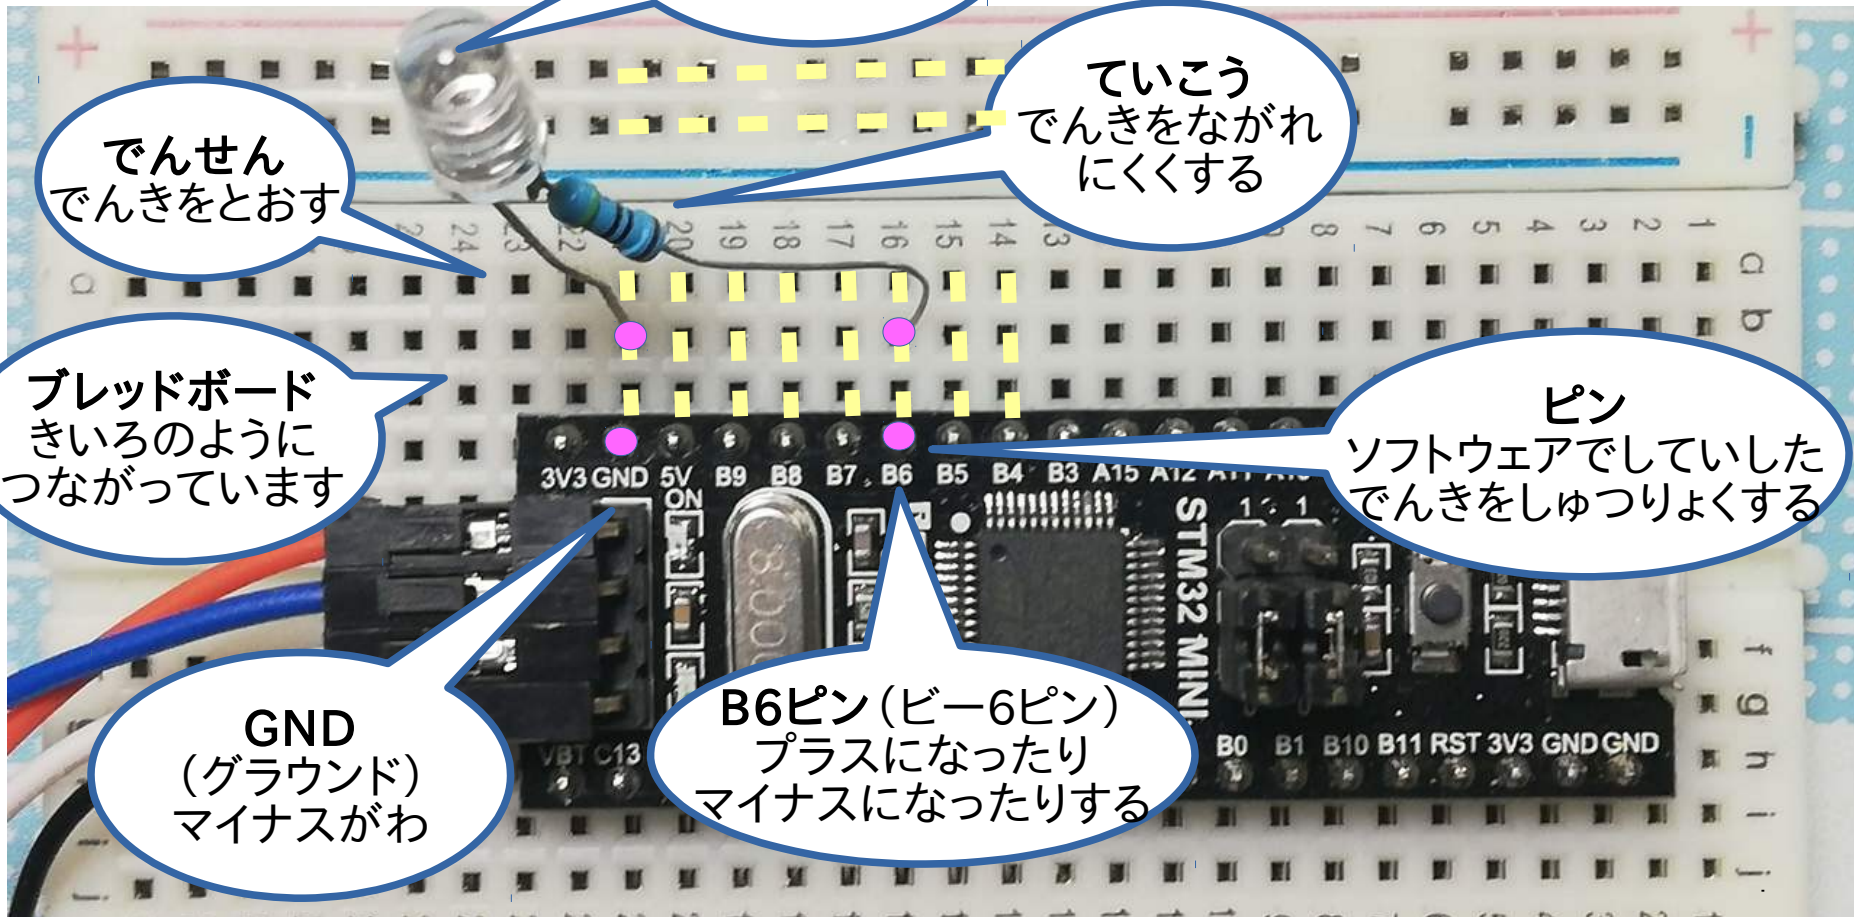 ていこう
でんきをながれ
にくくする
でんせん
でんきをとおす
24 23 22 20 19 18 17 16 15 14 13 8 7 6 5 4 3 2 1
a
a
b
ブレッドボード
きいろのように
つながっています
ピン
ソフトウェアでしていした
でんきをしゅつりょくする
3V3 GND 5V B9 B8 B7 B6 B5 B4 B3 A15 A12
ON
1 1
8.00
STM32 MINI
f
g
h
i
j
GND
(グラウンド)
マイナスがわ
B6ピン(ビー6ピン)
プラスになったり
マイナスになったりする
VBT C13
B0 B1 B10 B11 RST 3V3 GND GND
i
j